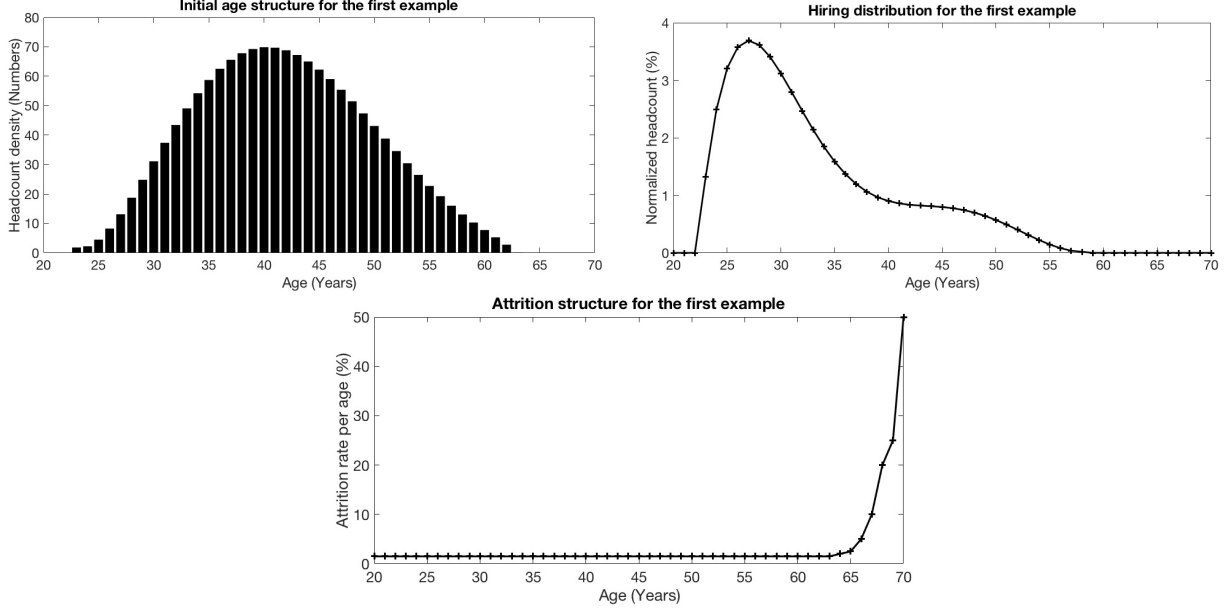 Initial age structure for the first example
80
70
60
50
40
30
20
10
0
Headcount density (Numbers)
20 25 30 35 40 45 50 55 60 65 70
Age (Years)
Hiring distribution for the first example
4
3
2
1
0
Normalized headcount (%)
20 25 30 35 40 45 50 55 60 65 70
Age (Years)
Attrition structure for the first example
50
40
30
20
10
0
Attrition rate per age (%)
20 25 30 35 40 45 50 55 60 65 70
Age (Years)